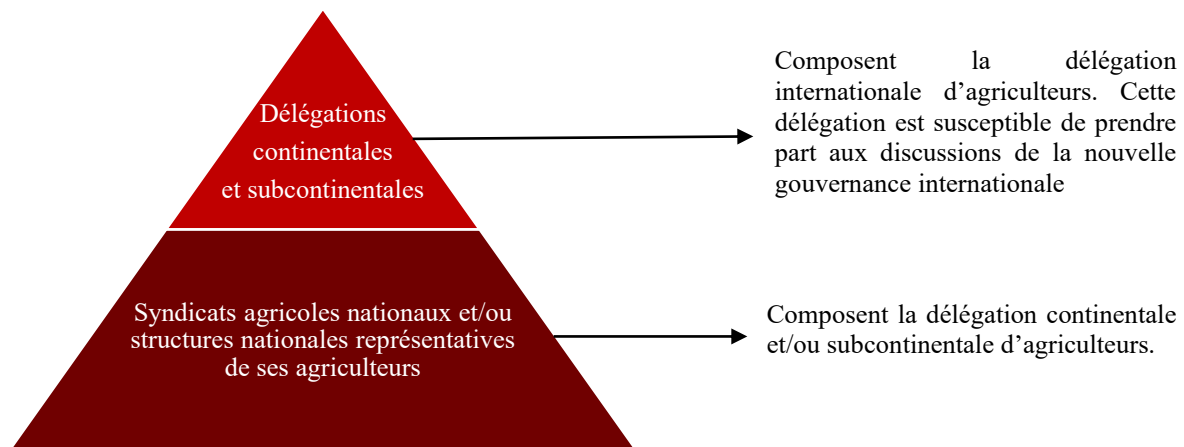 Délégations
continentales
et subcontinentales
Composent la délégation
internationale d’agriculteurs. Cette
délégation est susceptible de prendre
part aux discussions de la nouvelle
gouvernance internationale
Syndicats agricoles nationaux et/ou
structures nationales représentatives
de ses agriculteurs
Composent la délégation continentale
et/ou subcontinentale d’agriculteurs.